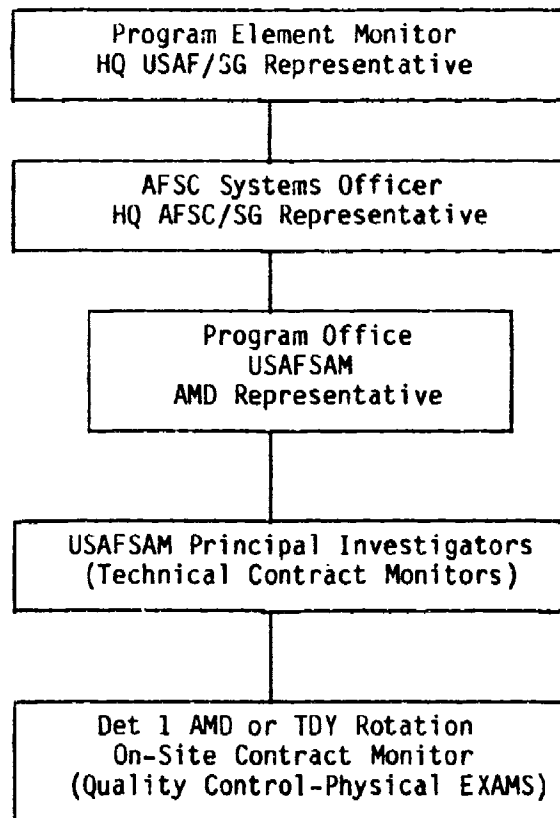 Program Element Monitor
HQ USAF/SG Representative
AFSC Systems Officer
HQ AFSC/SG Representative
Program Office
USAFSAM
AMD Representative
USAFSAM Principal Investigators
(Technical Contract Monitors)
Det 1 AMD or TDY Rotation
On-Site Contract Monitor
(Quality Control-Physical EXAMS)